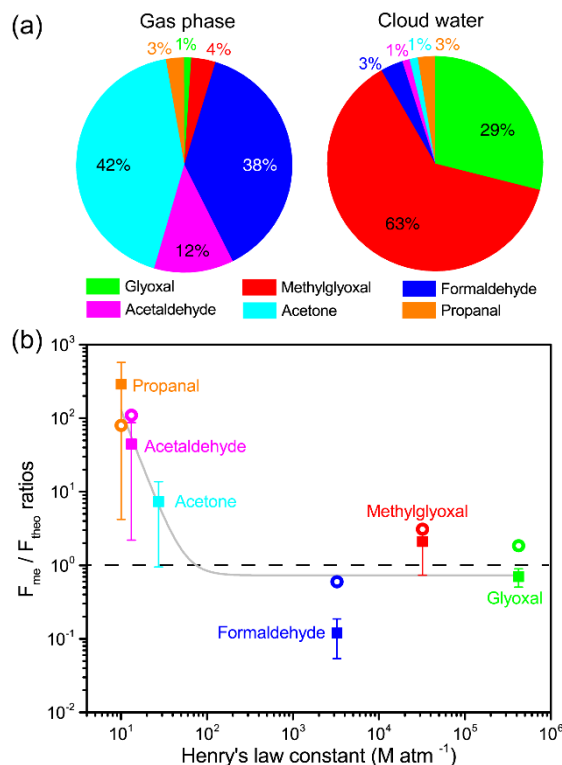 (a) Gas phase Cloud water
3% 1% 4% 3% 1% 1% 3%
42% 38% 29%
12% 63%
Glyoxal Methylglyoxal Formaldehyde
Acetaldehyde Acetone Propanal
(b)
10³
Propanal
10²
Acetaldehyde
10¹
Acetone Methylglyoxal
10⁰
Glyoxal
Formaldehyde
10⁻¹
10⁻²
F_me / F_theo ratios
10¹ 10² 10³ 10⁴ 10⁵ 10⁶
Henry's law constant (M atm⁻¹)